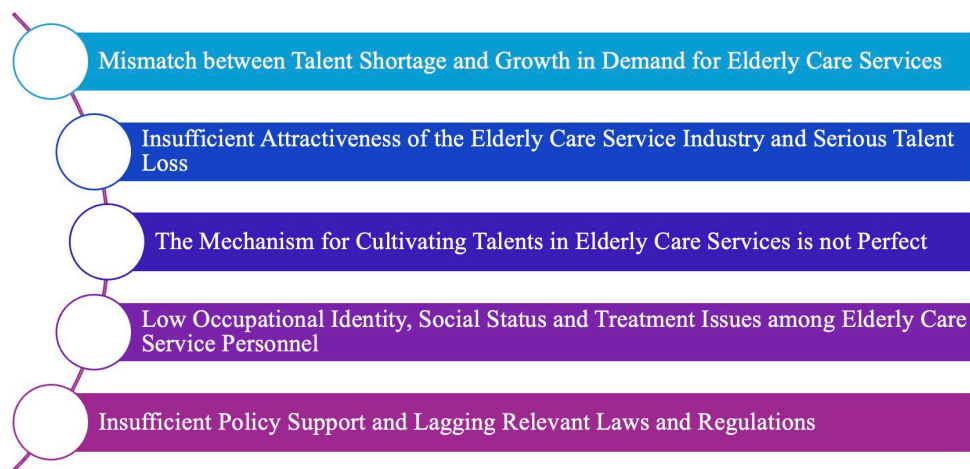 Mismatch between Talent Shortage and Growth in Demand for Elderly Care Services
Insufficient Attractiveness of the Elderly Care Service Industry and Serious Talent
Loss
The Mechanism for Cultivating Talents in Elderly Care Services is not Perfect
Low Occupational Identity, Social Status and Treatment Issues among Elderly Care
Service Personnel
Insufficient Policy Support and Lagging Relevant Laws and Regulations